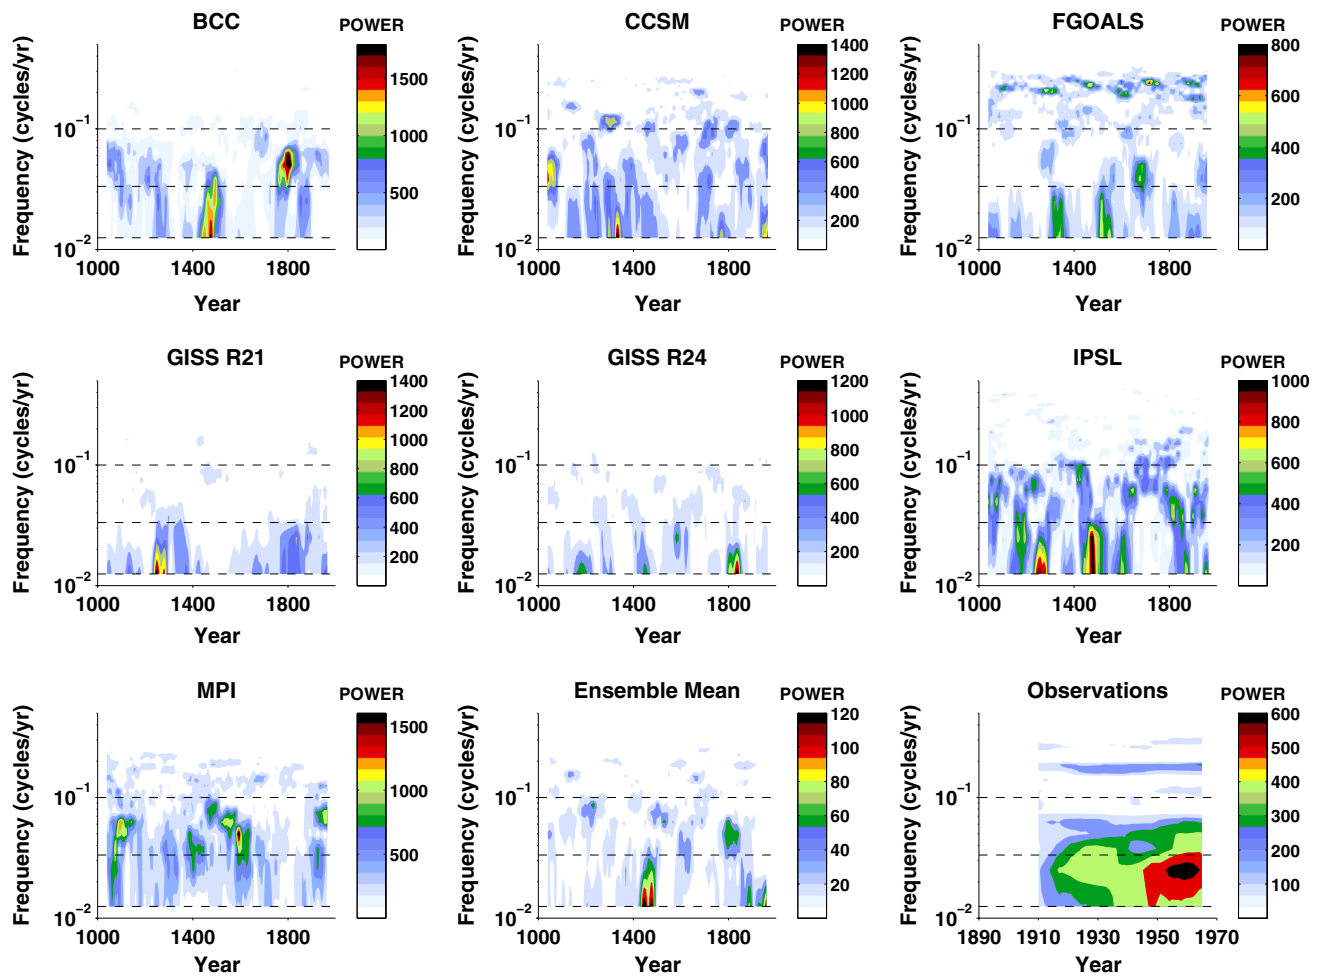 BCC
POWER
Frequency (cycles/yr)
10⁻¹
10⁻²
1000 1400 1800
Year
1500
1000
500
CCSM
POWER
Frequency (cycles/yr)
10⁻¹
10⁻²
1000 1400 1800
Year
1400
1200
1000
800
600
400
200
FGOALS
POWER
Frequency (cycles/yr)
10⁻¹
10⁻²
1000 1400 1800
Year
800
600
400
200
GISS R21
POWER
Frequency (cycles/yr)
10⁻¹
10⁻²
1000 1400 1800
Year
1400
1200
1000
800
600
400
200
GISS R24
POWER
Frequency (cycles/yr)
10⁻¹
10⁻²
1000 1400 1800
Year
1200
1000
800
600
400
200
IPSL
POWER
Frequency (cycles/yr)
10⁻¹
10⁻²
1000 1400 1800
Year
1000
800
600
400
200
MPI
POWER
Frequency (cycles/yr)
10⁻¹
10⁻²
1000 1400 1800
Year
1500
1000
500
Ensemble Mean
POWER
Frequency (cycles/yr)
10⁻¹
10⁻²
1000 1400 1800
Year
120
100
80
60
40
20
Observations
POWER
Frequency (cycles/yr)
10⁻¹
10⁻²
1890 1910 1930 1950 1970
Year
600
500
400
300
200
100